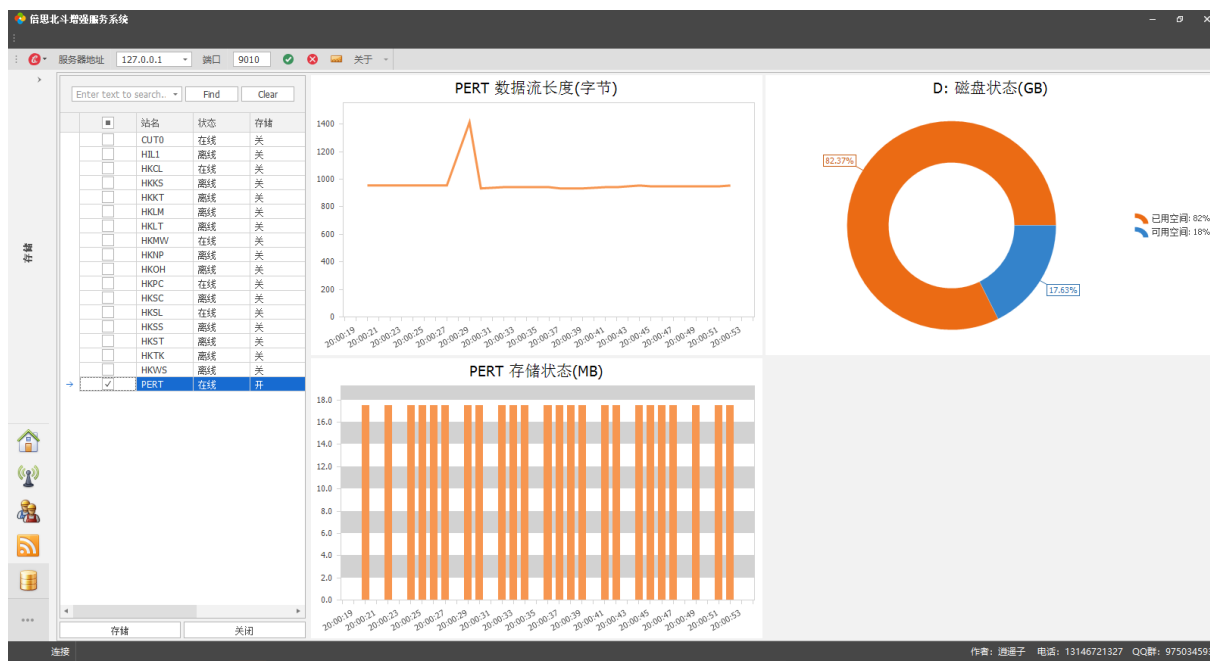 倍思北斗增强服务系统
服务器地址 127.0.0.1 端口 9010 关于
存储
Enter text to search.. Find Clear
站名 状态 存储
CUT0 在线 关
HIL1 离线 关
HKCL 在线 关
HKKS 离线 关
HKKT 离线 关
HKLM 离线 关
HKLT 离线 关
HKMW 在线 关
HKNP 离线 关
HKOH 离线 关
HKPC 在线 关
HKSC 离线 关
HKSL 在线 关
HKSS 离线 关
HKST 离线 关
HKTK 离线 关
HKWS 离线 关
PERT 在线 开
存储 关闭
PERT 数据流长度(字节)
1400
1200
1000
800
600
400
200
0
20:00:19 20:00:21 20:00:23 20:00:25 20:00:27 20:00:29 20:00:31 20:00:33 20:00:35 20:00:37 20:00:39 20:00:41 20:00:43 20:00:45 20:00:47 20:00:49 20:00:51 20:00:53
D: 磁盘状态(GB)
82.37%
17.63%
已用空间: 82%
可用空间: 18%
PERT 存储状态(MB)
18.0
16.0
14.0
12.0
10.0
8.0
6.0
4.0
2.0
0.0
20:00:19 20:00:21 20:00:23 20:00:25 20:00:27 20:00:29 20:00:31 20:00:33 20:00:35 20:00:37 20:00:39 20:00:41 20:00:43 20:00:45 20:00:47 20:00:49 20:00:51 20:00:53
连接 作者: 逍遥子 电话: 13146721327 QQ群: 97503459